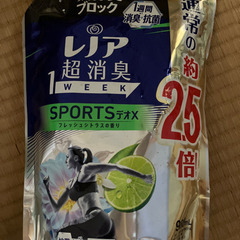 ブロック
1週間
消臭・抗菌
レノア
超消臭
1WEEK
SPORTSデオX
フレッシュシトラスの香り
通常の約
2.5倍